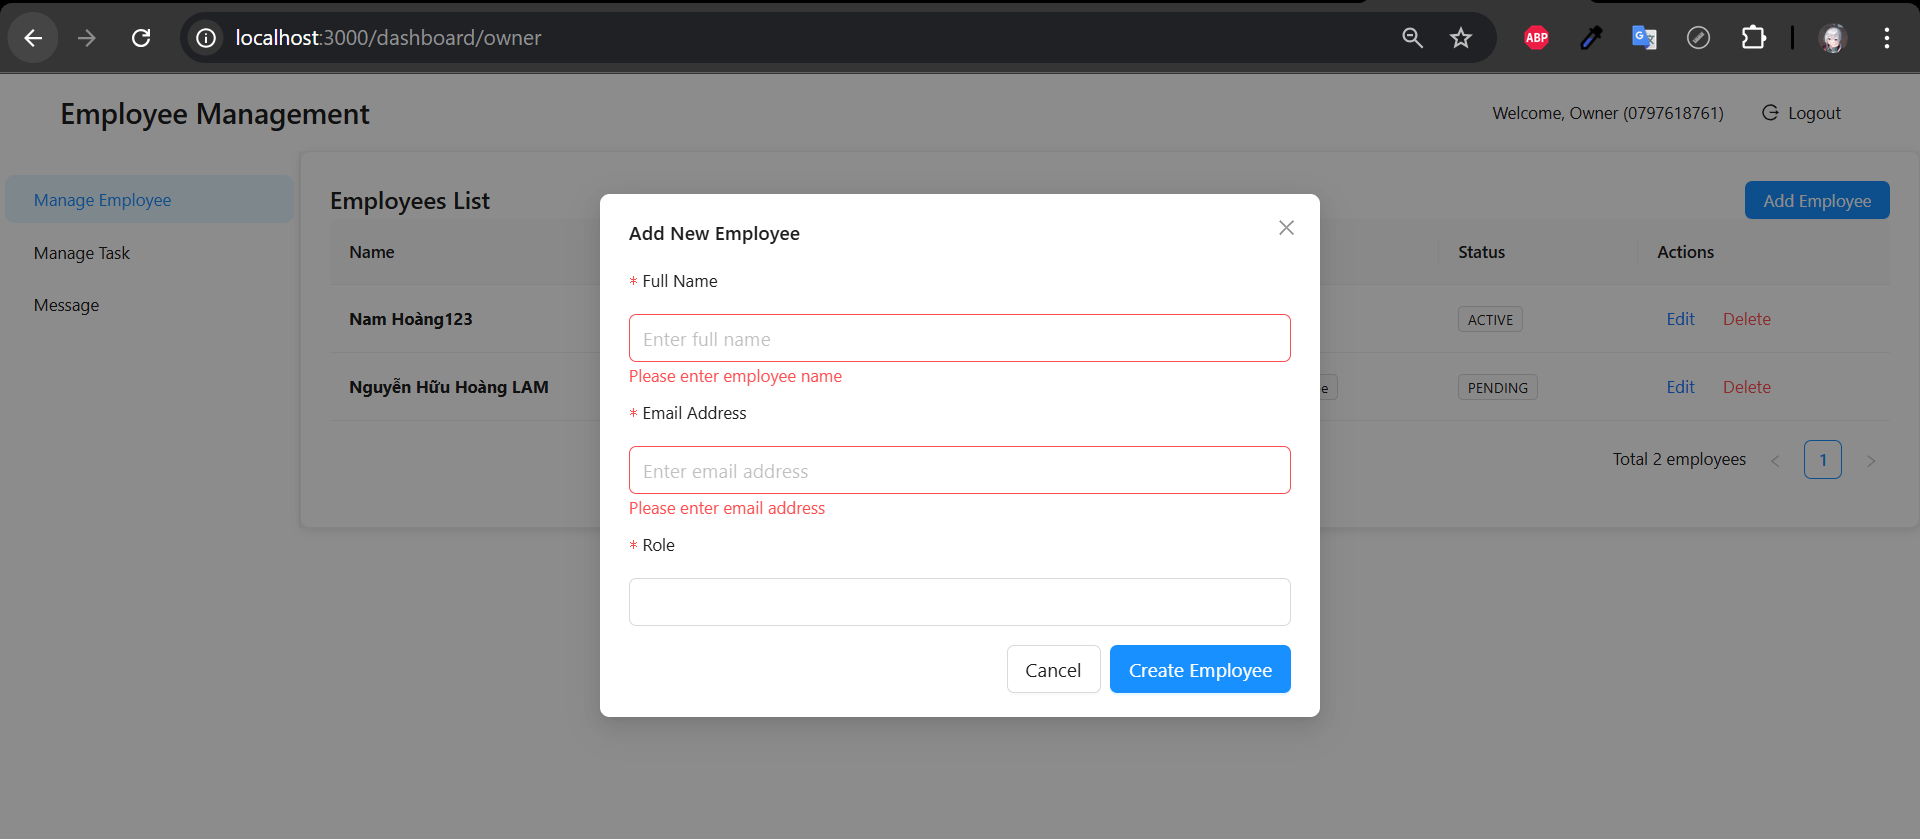 localhost:3000/dashboard/owner
ABP
Employee Management
Welcome, Owner (0797618761)
Logout
Manage Employee
Manage Task
Message
Employees List
Add Employee
Name
Status
Actions
Nam Hoàng123
ACTIVE
Edit
Delete
Nguyễn Hữu Hoàng LAM
e
PENDING
Edit
Delete
Total 2 employees
1
Add New Employee
* Full Name
Enter full name
Please enter employee name
* Email Address
Enter email address
Please enter email address
* Role
Cancel
Create Employee